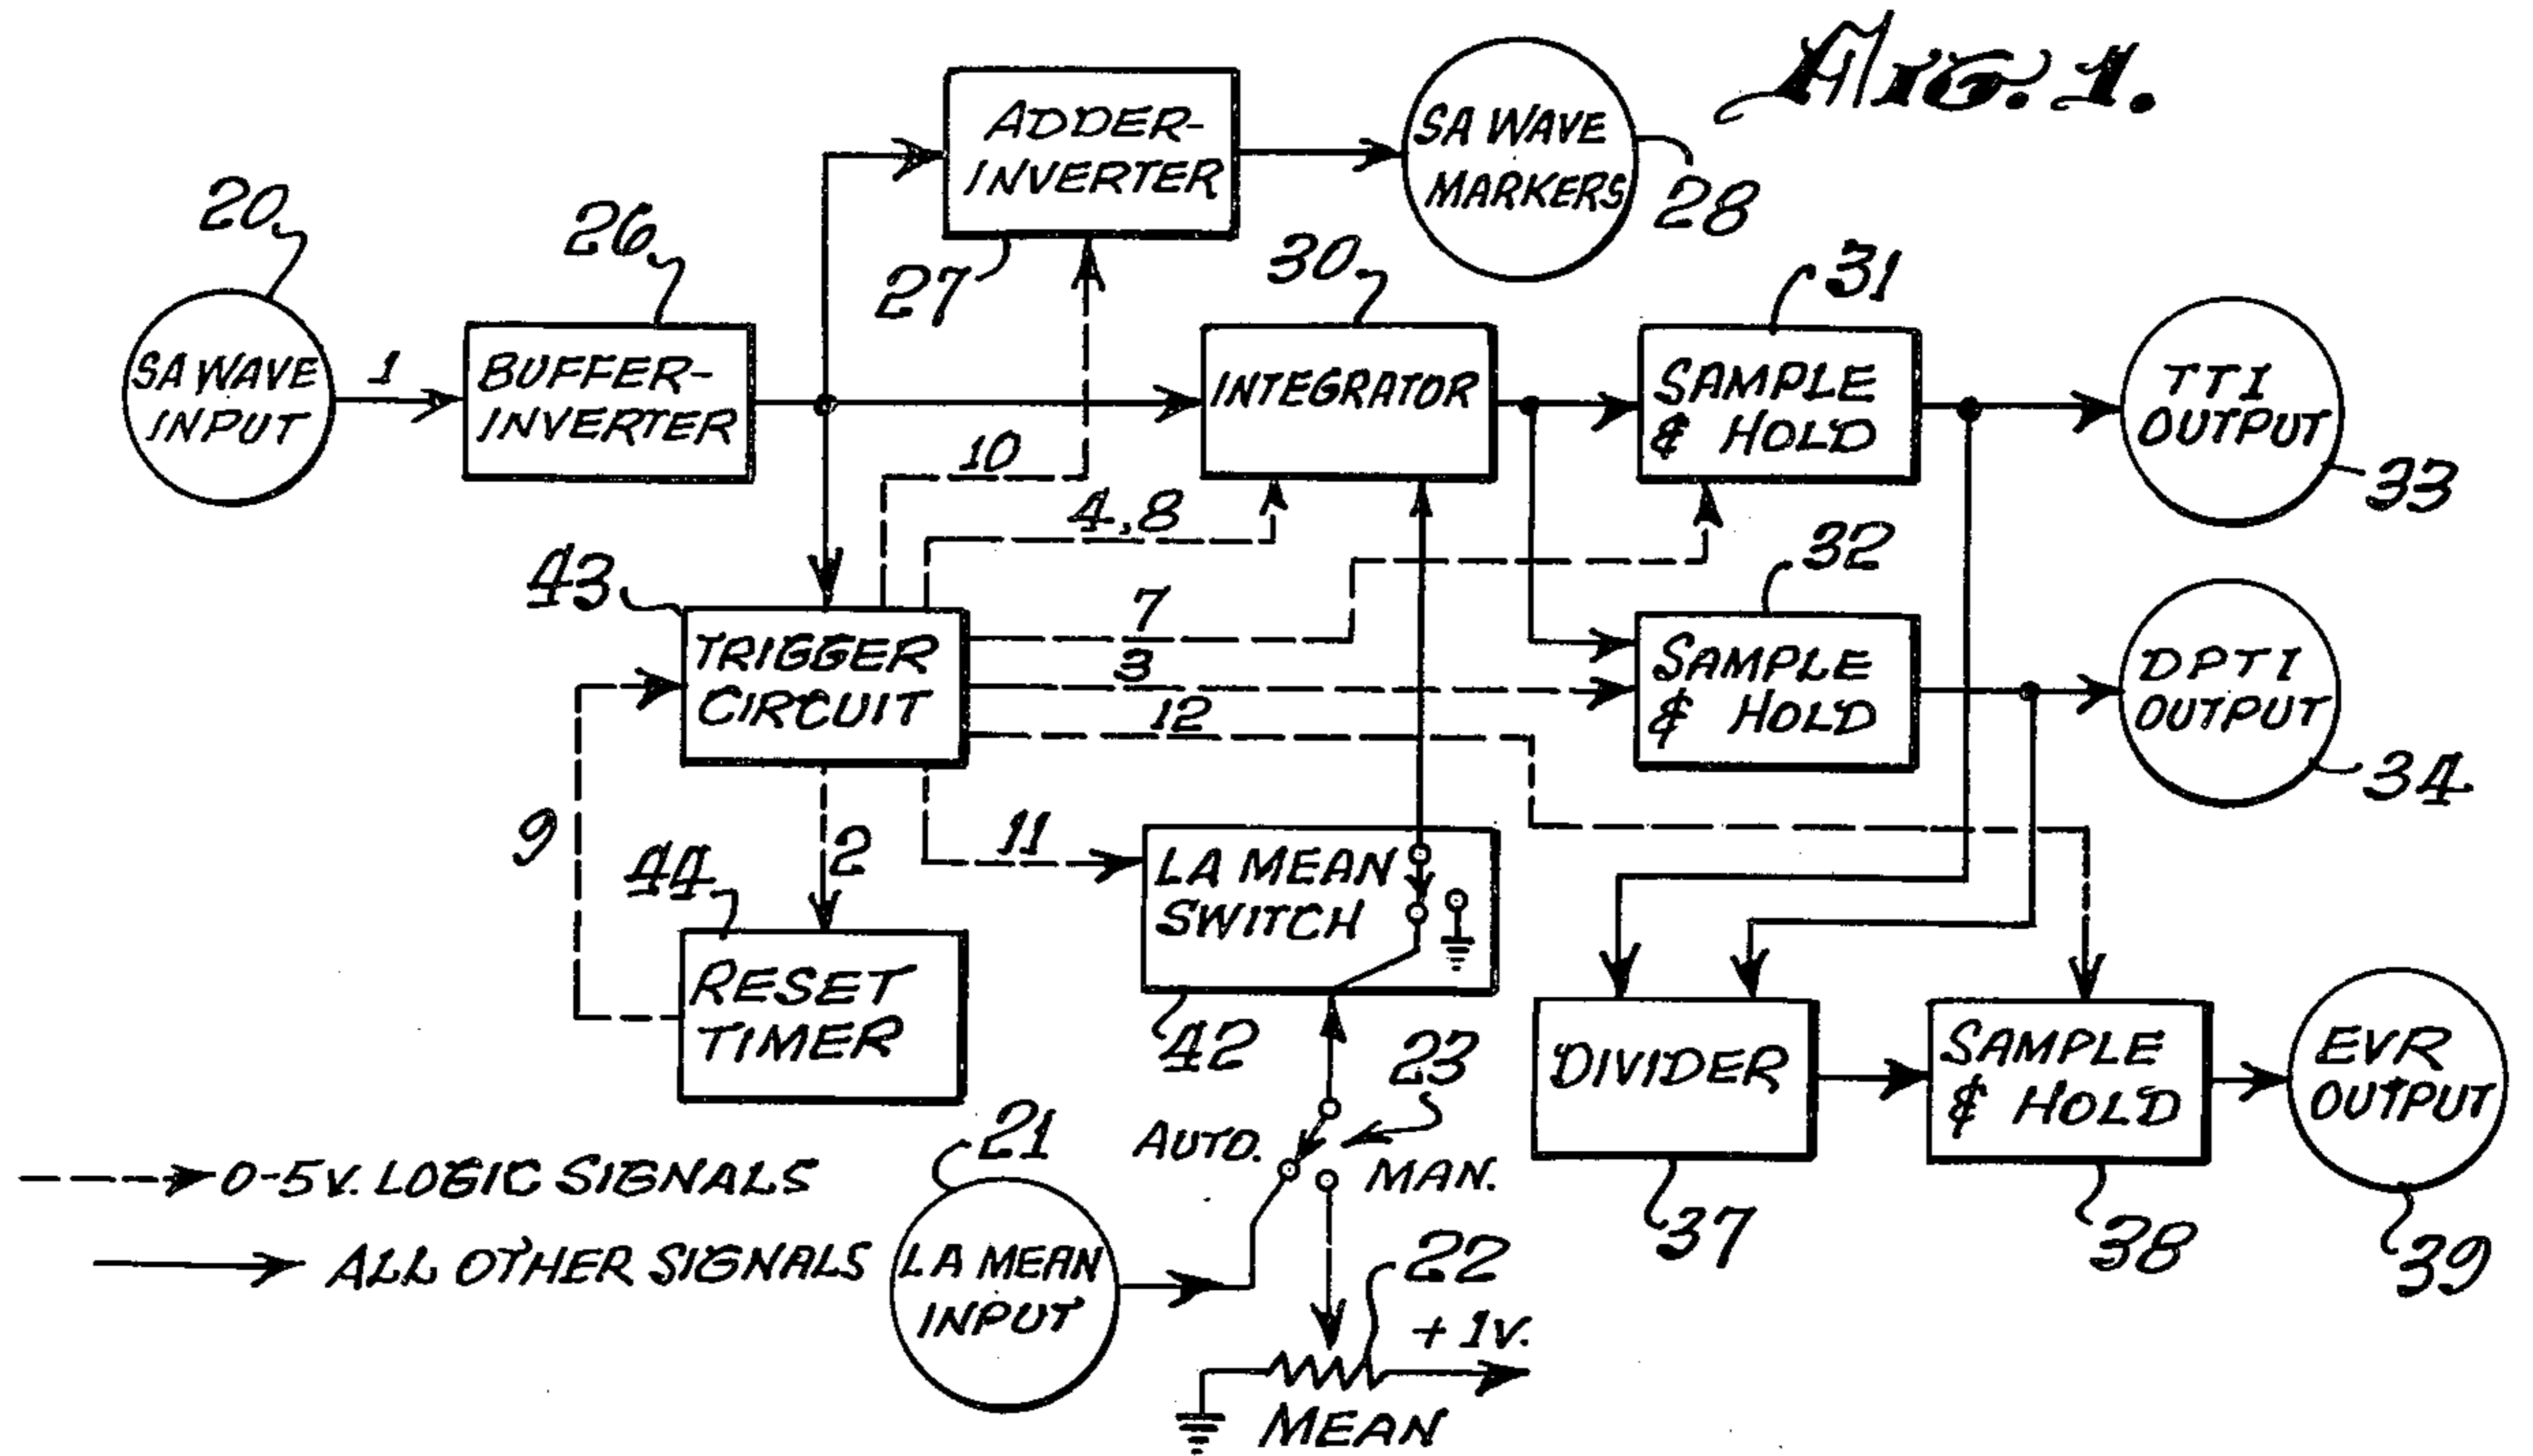 FIG. 1.
20
26
ADDER-
INVERTER
27
SA WAVE
MARKERS
28
SA WAVE
INPUT
1
BUFFER-
INVERTER
30
INTEGRATOR
31
SAMPLE
& HOLD
TTI
OUTPUT
33
10
4,8
43
TRIGGER
CIRCUIT
7
3
12
32
SAMPLE
& HOLD
DPTI
OUTPUT
34
9
2
11
44
RESET
TIMER
LA MEAN
SWITCH
42
DIVIDER
37
SAMPLE
& HOLD
38
EVR
OUTPUT
39
AUTO.
23
MAN.
21
LA MEAN
INPUT
22
+1V.
MEAN
0-5V. LOGIC SIGNALS
ALL OTHER SIGNALS